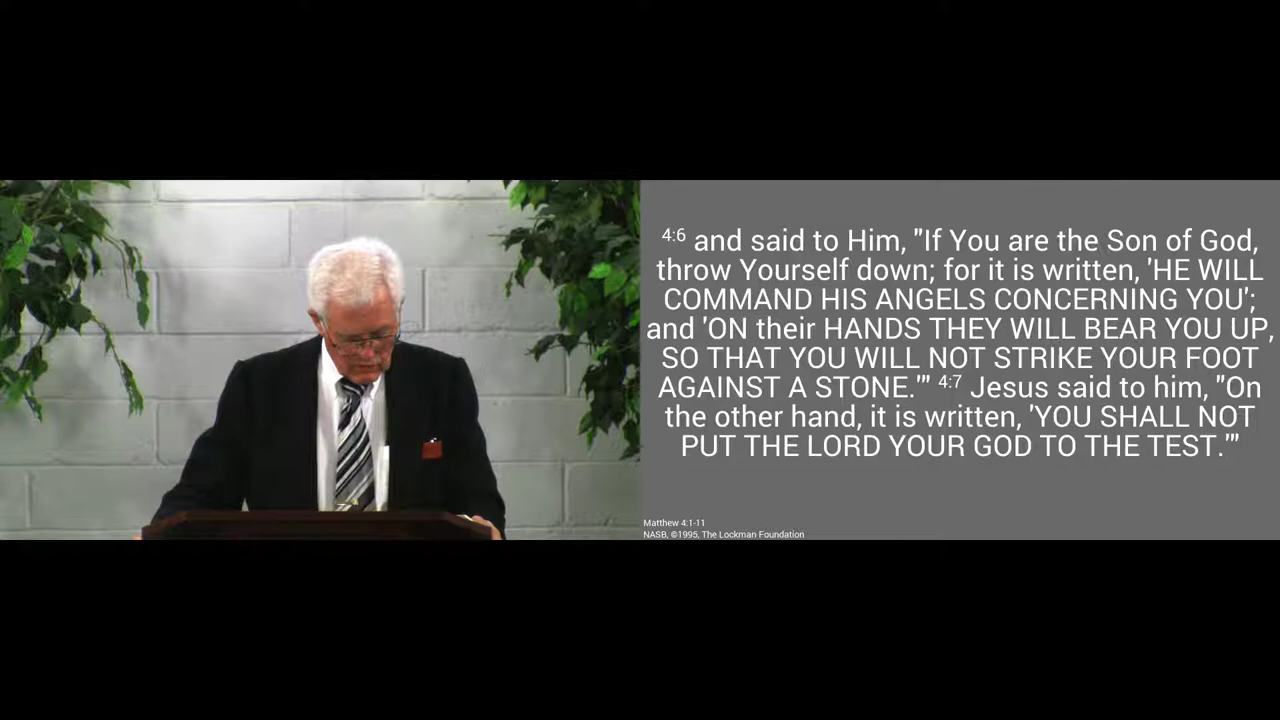 4:6 and said to Him, "If You are the Son of God,
throw Yourself down; for it is written, 'HE WILL
COMMAND HIS ANGELS CONCERNING YOU';
and 'ON their HANDS THEY WILL BEAR YOU UP,
SO THAT YOU WILL NOT STRIKE YOUR FOOT
AGAINST A STONE.'" 4:7 Jesus said to him, "On
the other hand, it is written, 'YOU SHALL NOT
PUT THE LORD YOUR GOD TO THE TEST.'"
Matthew 4:1-11
NASB, ©1995, The Lockman Foundation